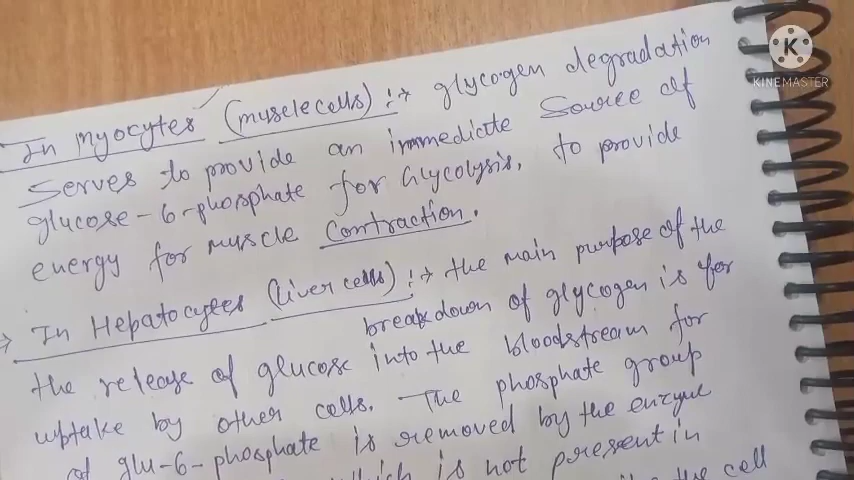 K
KINEMASTER
In myocytes (muscle cells) :→ glycogen degradation
Serves to provide an immediate Source of
glucose-6-phosphate for Glycolysis, to provide
energy for muscle Contraction.
→ In Hepatocytes (Liver cells) :→ the main purpose of the
breakdown of glycogen is for
the release of glucose into the bloodstream for
uptake by other cells. The phosphate group
of glu-6-phosphate is removed by the enzyme
which is not present in
the cell